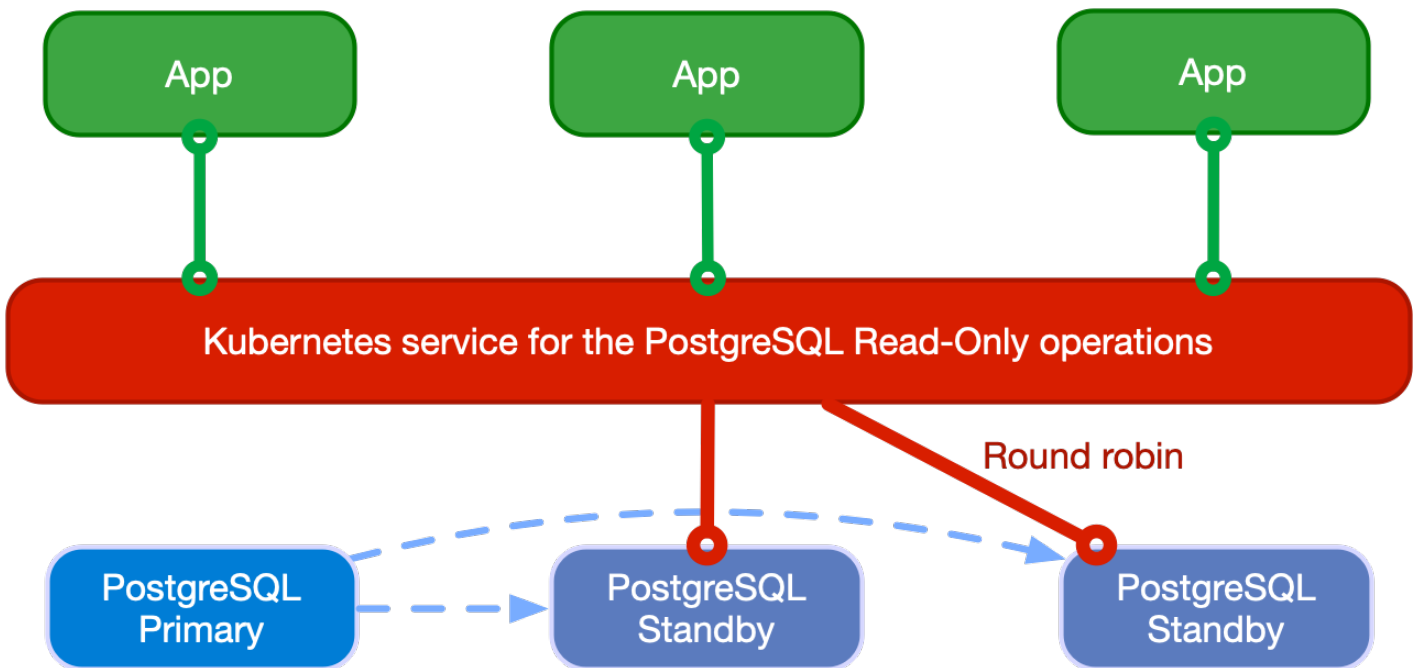 App
App
App
Kubernetes service for the PostgreSQL Read-Only operations
Round robin
PostgreSQL
Primary
PostgreSQL
Standby
PostgreSQL
Standby